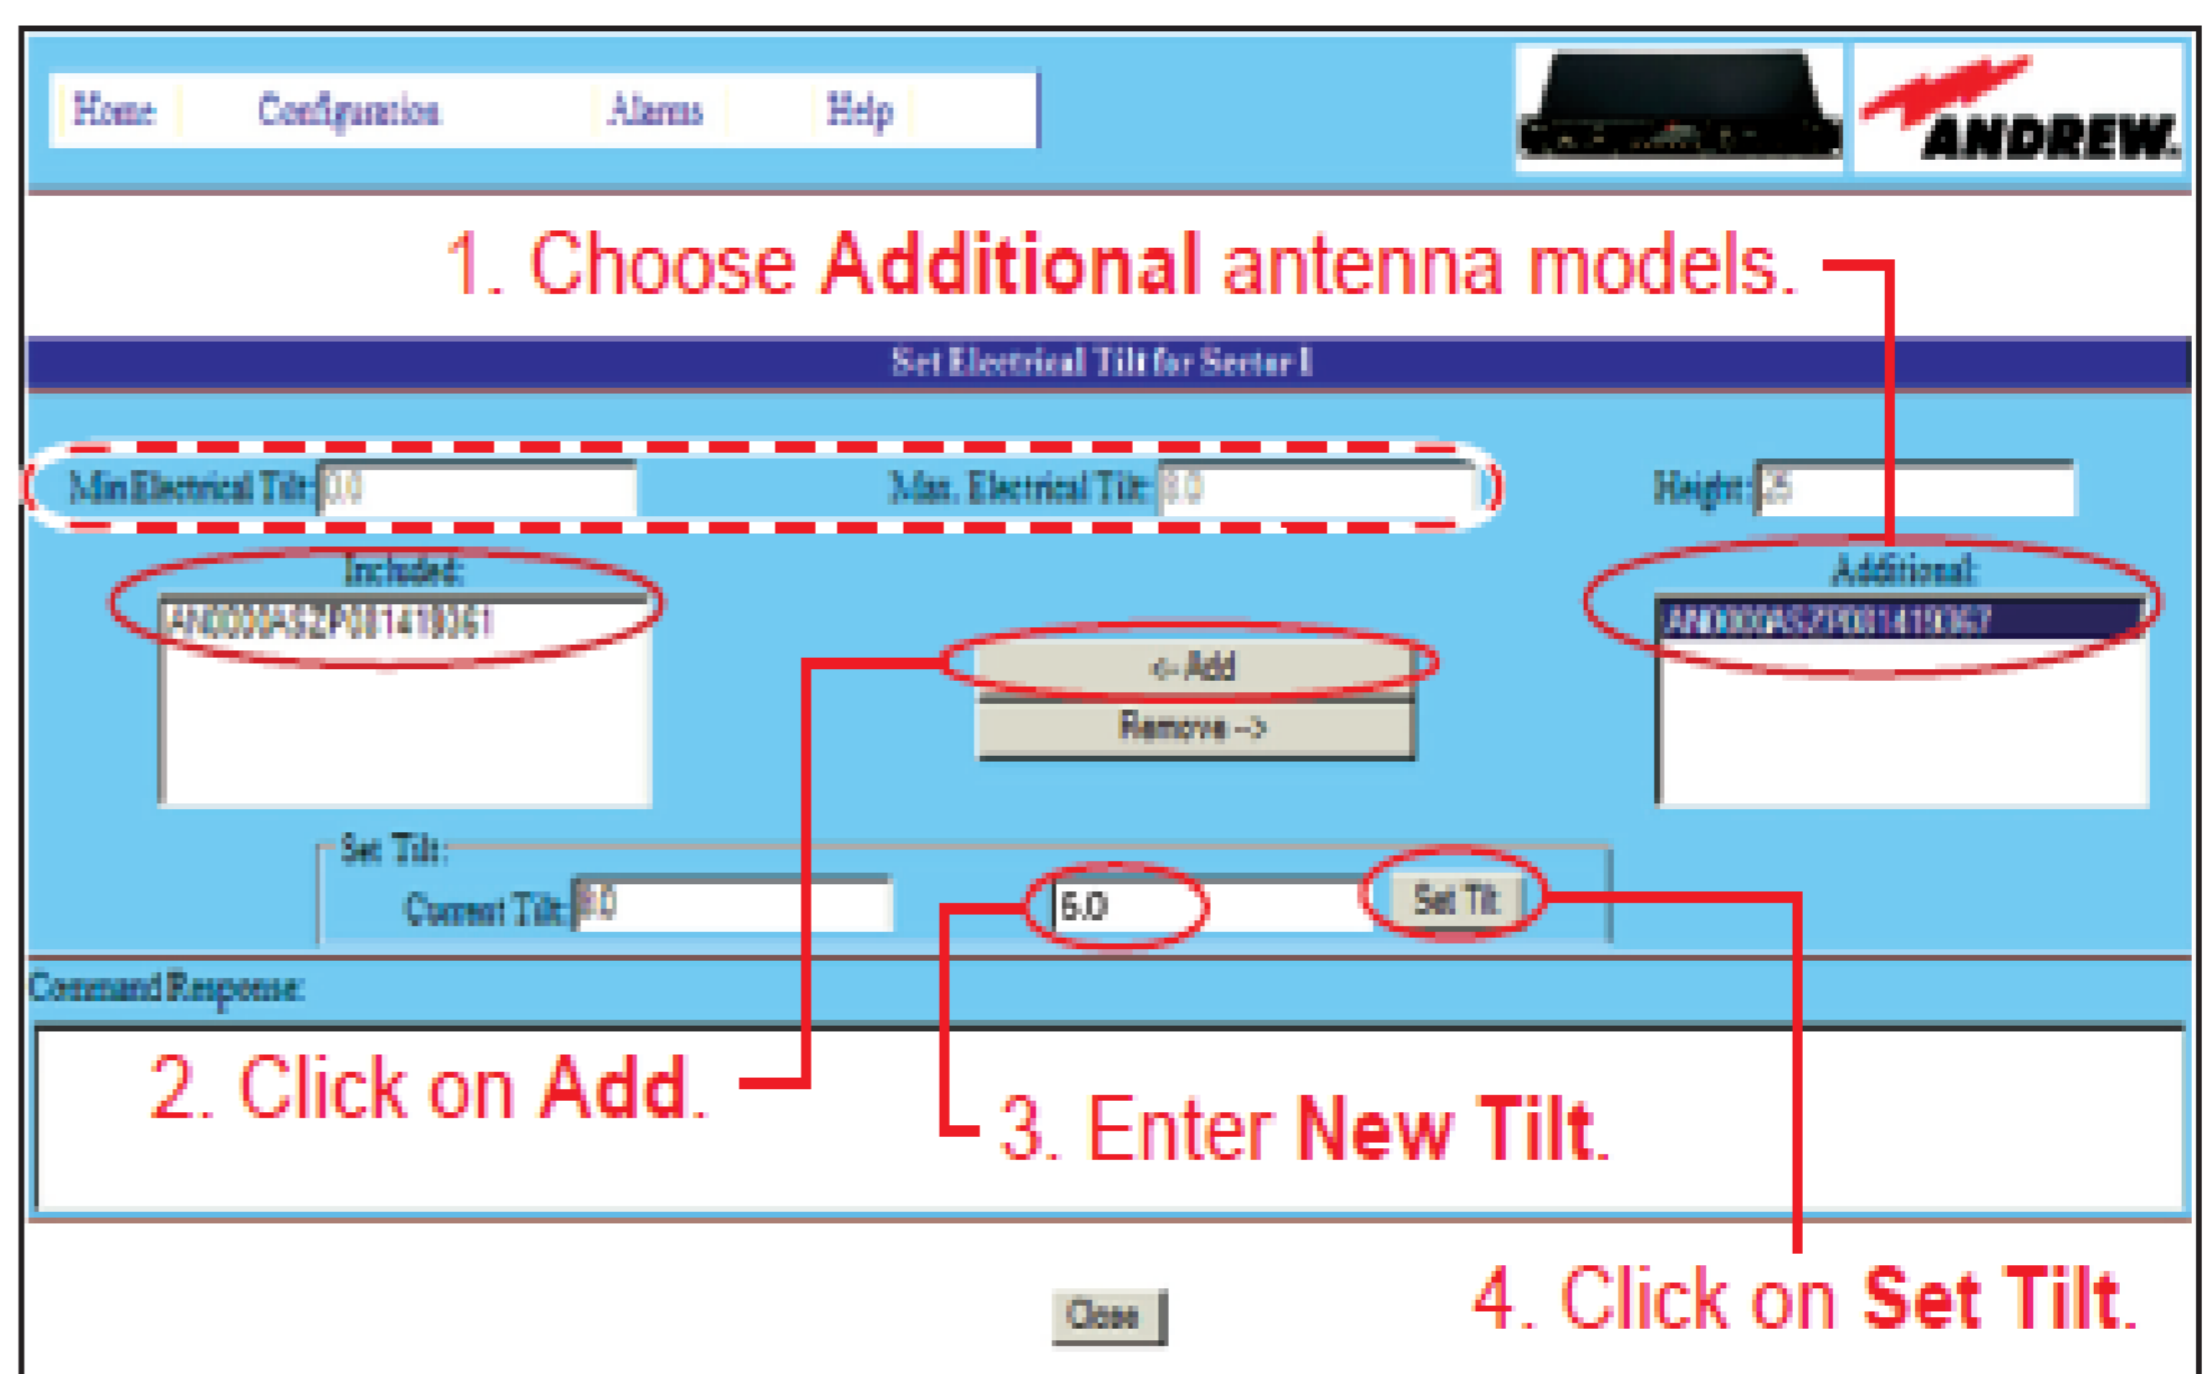 Home Configuration Alarms Help
ANDREW.
1. Choose Additional antenna models.
Set Electrical Tilt for Sector 1
Min Electrical Tilt: Max. Electrical Tilt: Height:
Included: Additional:
<- Add
Remove -->
Set Tilt:
Current Tilt: 6.0 Set Tilt
Command Response:
2. Click on Add.
3. Enter New Tilt.
4. Click on Set Tilt.
Close